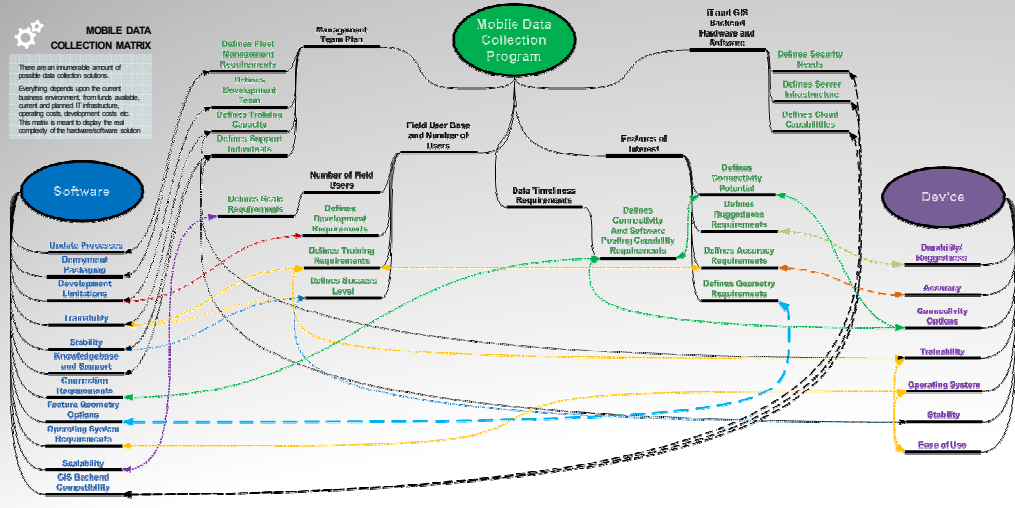 MOBILE DATA
COLLECTION MATRIX
There are an innumerable amount of
possible data collection solutions.
Everything depends upon the current
business environment, from funds available,
current and planned IT infrastructure,
operating costs, development costs etc.
This matrix is meant to display the real
complexity of the hardware/software solution
Mobile Data
Collection
Program
Management
Team Plan
Defines Fleet
Management
Requirements
Defines
Development
Team
Defines Training
Capacity
Defines Support
Individuals
IT and GIS
Backend
Hardware and
Software
Defines Security
Needs
Defines Server
Infrastructure
Defines Cloud
Capabilities
Field User Base
and Number of
Users
Number of Field
Users
Defines Scale
Requirements
Defines
Development
Requirements
Defines Training
Requirements
Defines Success
Level
Data Timeliness
Requirements
Defines
Connectivity
And Software
Posting Capability
Requirements
Features of
Interest
Defines
Connectivity
Potential
Defines
Ruggedness
Requirements
Defines Accuracy
Requirements
Defines Geometry
Requirements
Software
Update Processes
Deployment
Packaging
Development
Limitations
Trainability
Stability
Knowledgebase
and Support
Connection
Requirements
Feature Geometry
Options
Operating System
Requirements
Scalability
GIS Backend
Compatibility
Device
Durability/
Ruggedness
Accuracy
Connectivity
Options
Trainability
Operating System
Stability
Ease of Use